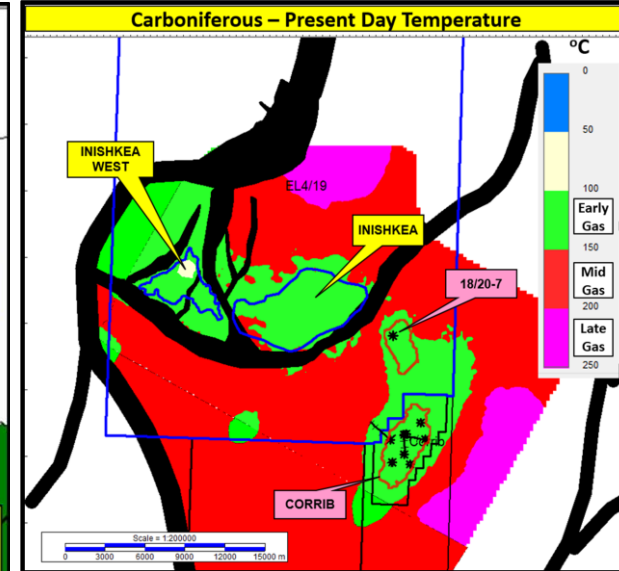 Carboniferous – Present Day Temperature
ºC
0
50
100
Early
Gas
150
Mid
Gas
200
Late
Gas
250
INISHKEA
WEST
EL4/19
INISHKEA
18/20-7
CORRIB
Scale = 1:200000
0 3000 6000 9000 12000 15000 m